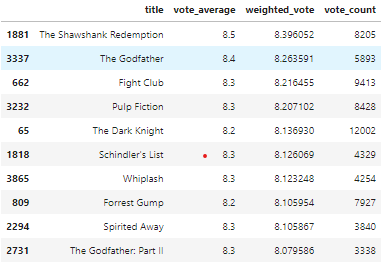 title vote_average weighted_vote vote_count
1881 The Shawshank Redemption 8.5 8.396052 8205
3337 The Godfather 8.4 8.263591 5893
662 Fight Club 8.3 8.216455 9413
3232 Pulp Fiction 8.3 8.207102 8428
65 The Dark Knight 8.2 8.136930 12002
1818 Schindler's List 8.3 8.126069 4329
3865 Whiplash 8.3 8.123248 4254
809 Forrest Gump 8.2 8.105954 7927
2294 Spirited Away 8.3 8.105867 3840
2731 The Godfather: Part II 8.3 8.079586 3338